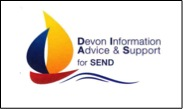 Devon Information
Advice & Support
for SEND